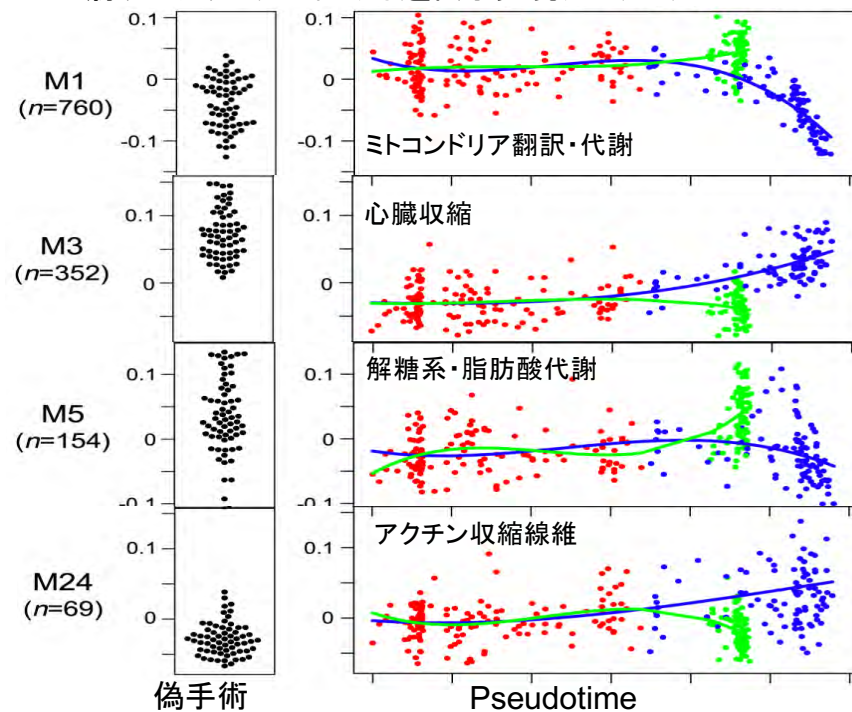 M1
(n=760)
0.1
0
-0.1
ミトコンドリア翻訳・代謝
M3
(n=352)
0.1
0
心臓収縮
M5
(n=154)
0.1
0
-0.1
解糖系・脂肪酸代謝
M24
(n=69)
0.1
0
アクチン収縮線維
偽手術
Pseudotime